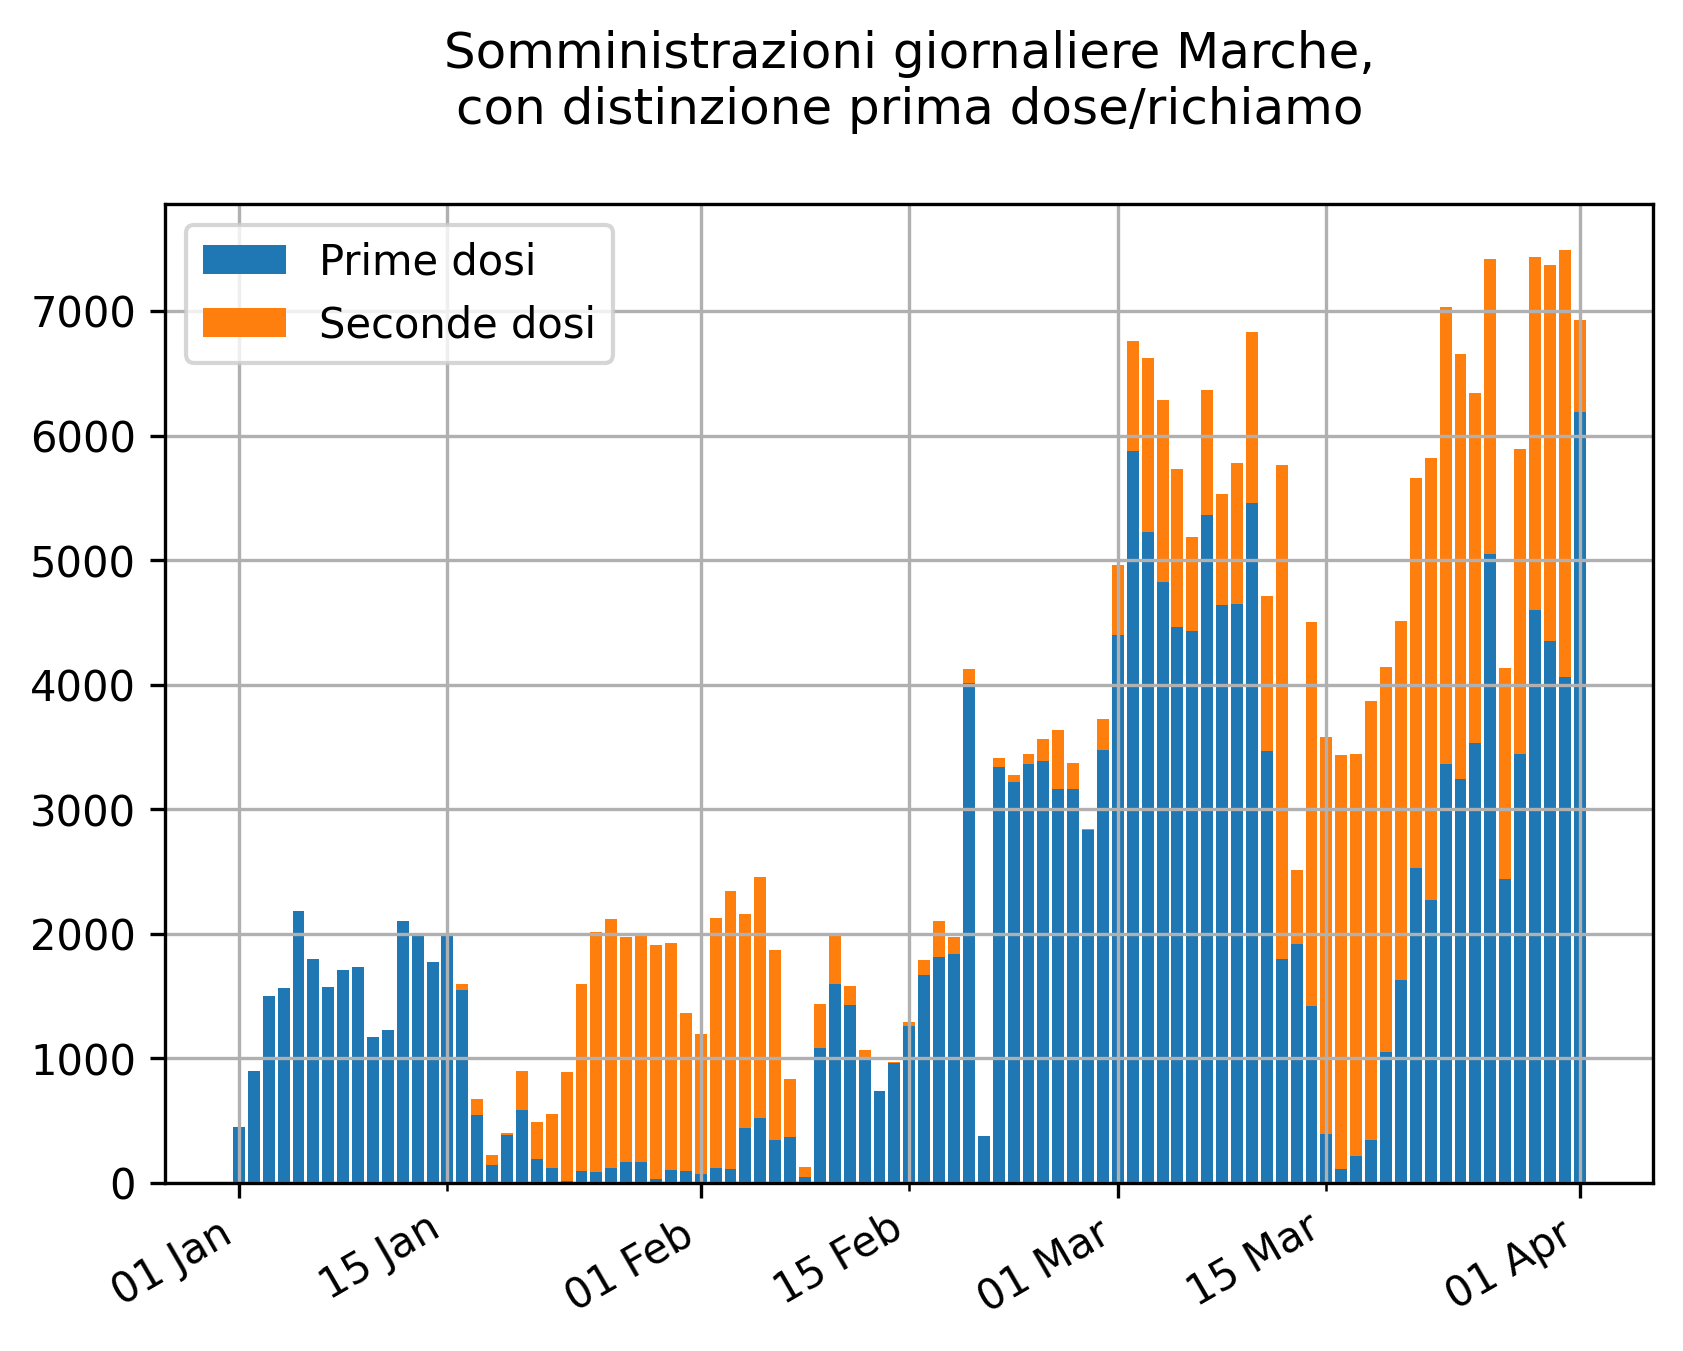 Somministrazioni giornaliere Marche,
con distinzione prima dose/richiamo
Prime dosi
Seconde dosi
7000
6000
5000
4000
3000
2000
1000
0
01 Jan
15 Jan
01 Feb
15 Feb
01 Mar
15 Mar
01 Apr